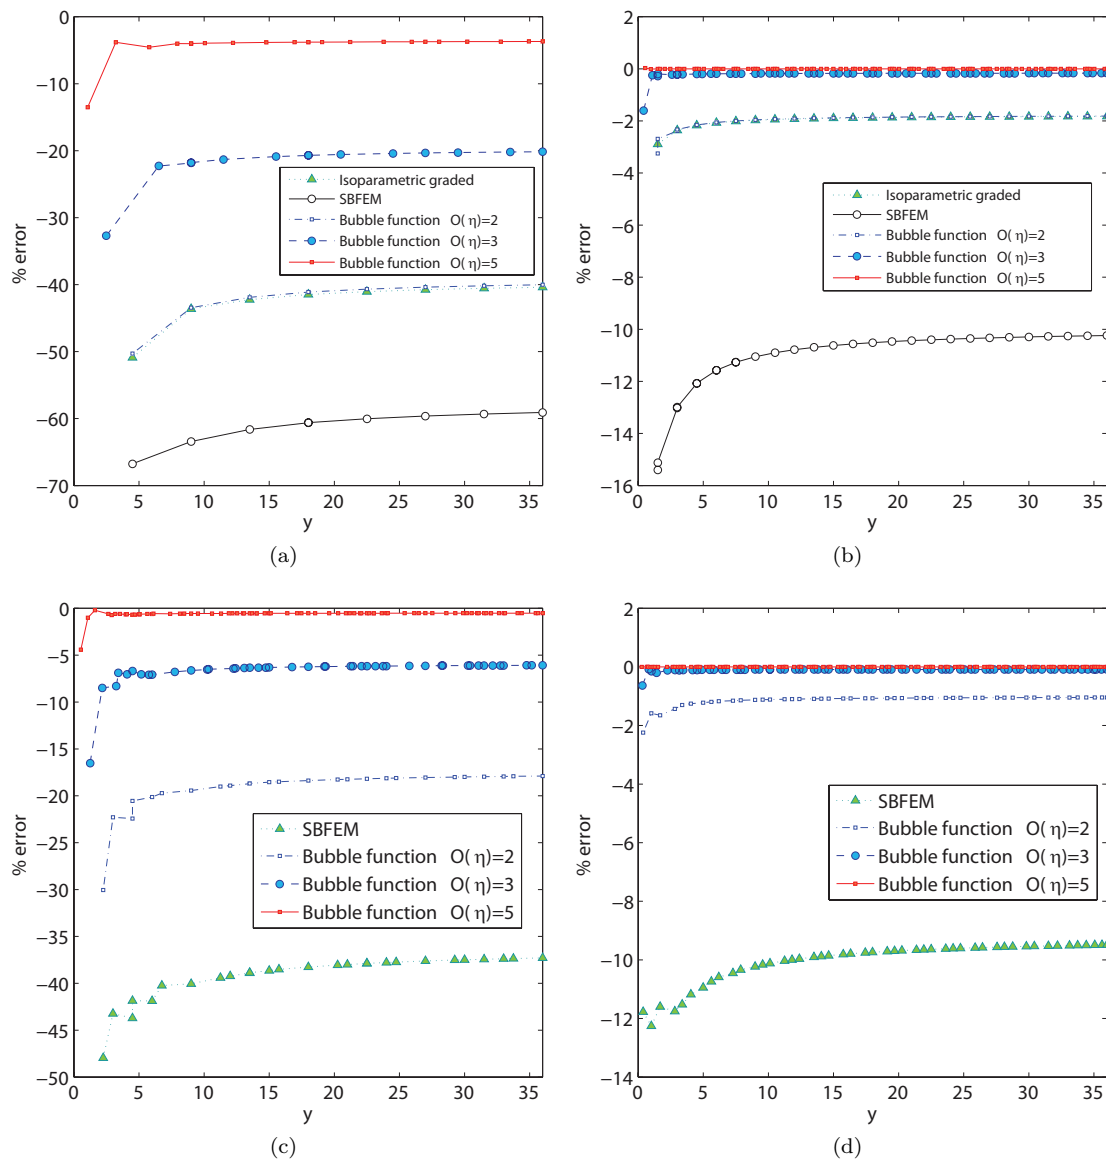 0
−10
−20
−30
−40
−50
−60
−70
% error
0 5 10 15 20 25 30 35
y
Isoparametric graded
SBFEM
Bubble function O( η)=2
Bubble function O( η)=3
Bubble function O( η)=5
(a)
2
0
−2
−4
−6
−8
−10
−12
−14
−16
% error
0 5 10 15 20 25 30 35
y
Isoparametric graded
SBFEM
Bubble function O( η)=2
Bubble function O( η)=3
Bubble function O( η)=5
(b)
0
−5
−10
−15
−20
−25
−30
−35
−40
−45
−50
% error
0 5 10 15 20 25 30 35
y
SBFEM
Bubble function O( η)=2
Bubble function O( η)=3
Bubble function O( η)=5
(c)
2
0
−2
−4
−6
−8
−10
−12
−14
% error
0 5 10 15 20 25 30 35
y
SBFEM
Bubble function O( η)=2
Bubble function O( η)=3
Bubble function O( η)=5
(d)